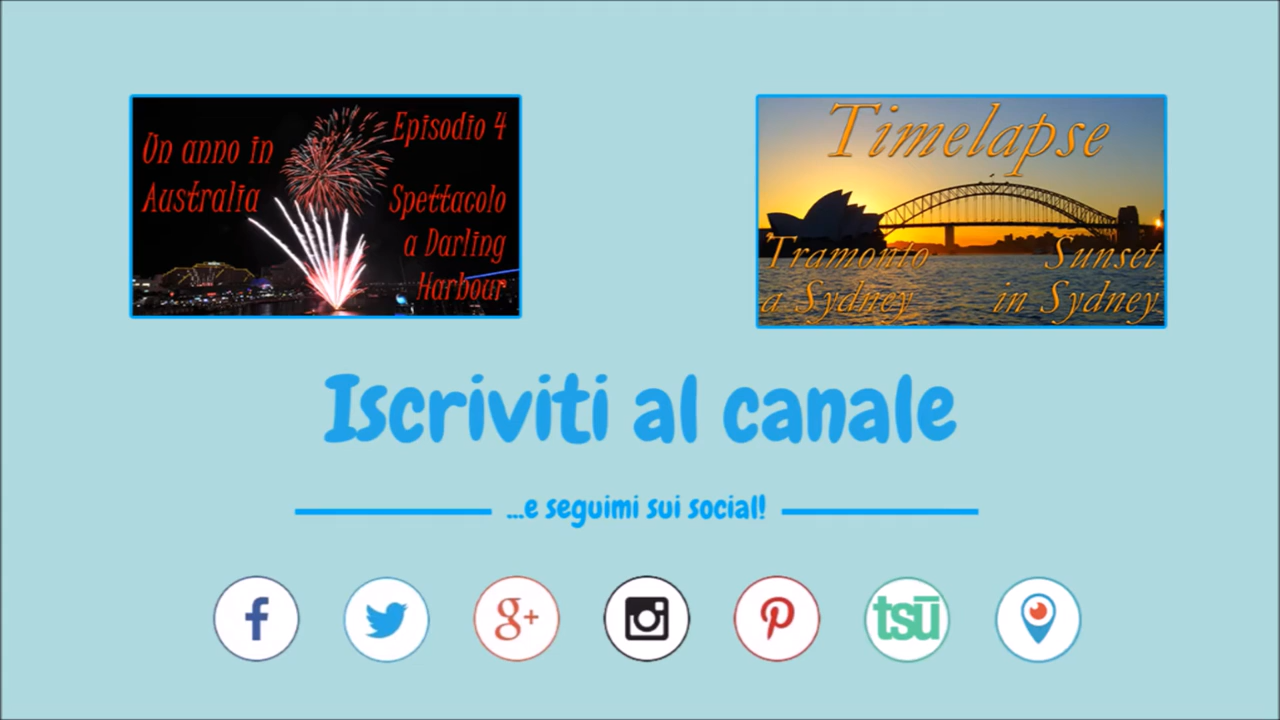 Un anno in
Australia
Episodio 4
Spettacolo
a Darling
Harbour
Timelapse
Tramonto
a Sydney
Sunset
in Sydney
Iscriviti al canale
...e seguimi sui social!
f
g+
tsū